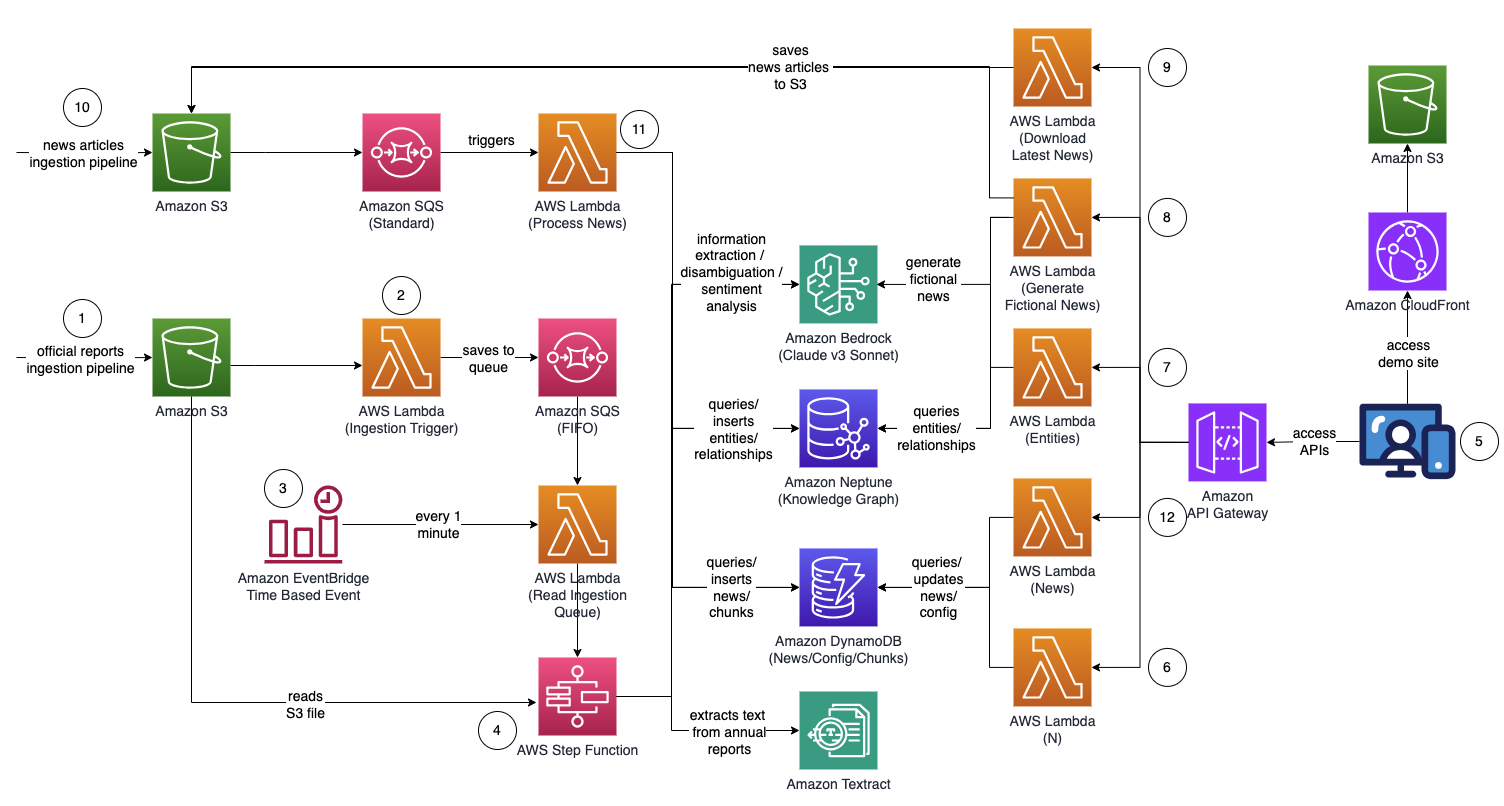 saves
news articles
to S3
9
10
news articles
ingestion pipeline
Amazon S3
Amazon SQS
(Standard)
triggers
AWS Lambda
(Process News)
11
AWS Lambda
(Download
Latest News)
Amazon S3
8
AWS Lambda
(Generate
Fictional News)
information
extraction /
disambiguation /
sentiment
analysis
generate
fictional
news
Amazon Bedrock
(Claude v3 Sonnet)
Amazon CloudFront
access
demo site
1
official reports
ingestion pipeline
Amazon S3
2
AWS Lambda
(Ingestion Trigger)
saves to
queue
Amazon SQS
(FIFO)
7
AWS Lambda
(Entities)
queries/
inserts
entities/
relationships
queries
entities/
relationships
Amazon Neptune
(Knowledge Graph)
access
APIs
5
Amazon
API Gateway
3
Amazon EventBridge
Time Based Event
every 1
minute
AWS Lambda
(Read Ingestion
Queue)
12
AWS Lambda
(News)
queries/
inserts
news/
chunks
queries/
updates
news/
config
Amazon DynamoDB
(News/Config/Chunks)
6
AWS Lambda
(N)
reads
S3 file
4
AWS Step Function
extracts text
from annual
reports
Amazon Textract